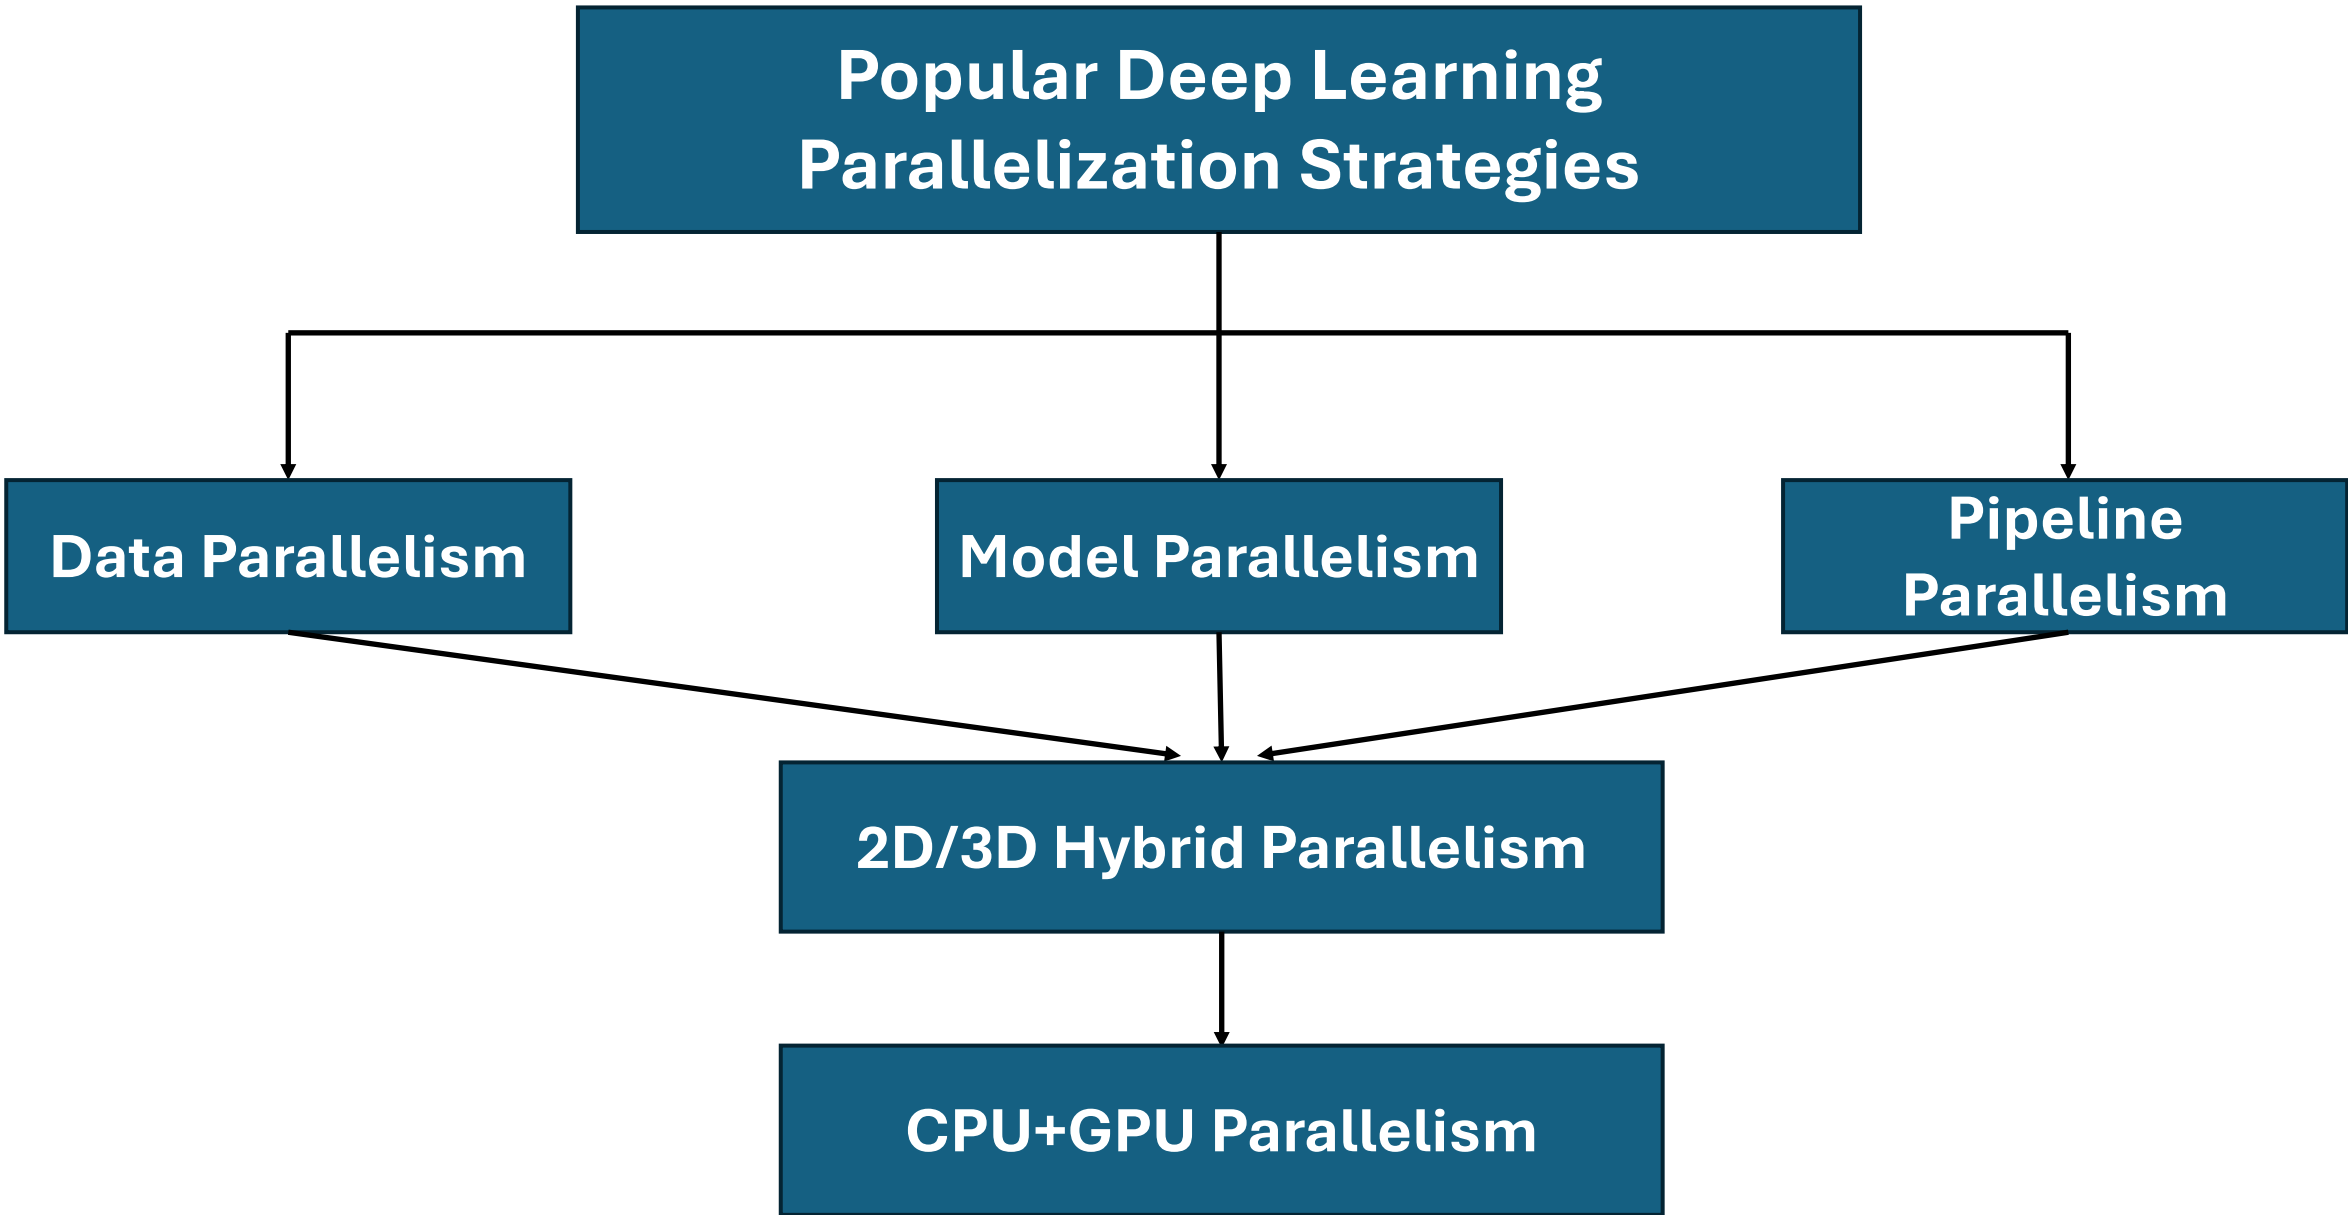 Popular Deep Learning
Parallelization Strategies
Data Parallelism
Model Parallelism
Pipeline
Parallelism
2D/3D Hybrid Parallelism
CPU+GPU Parallelism